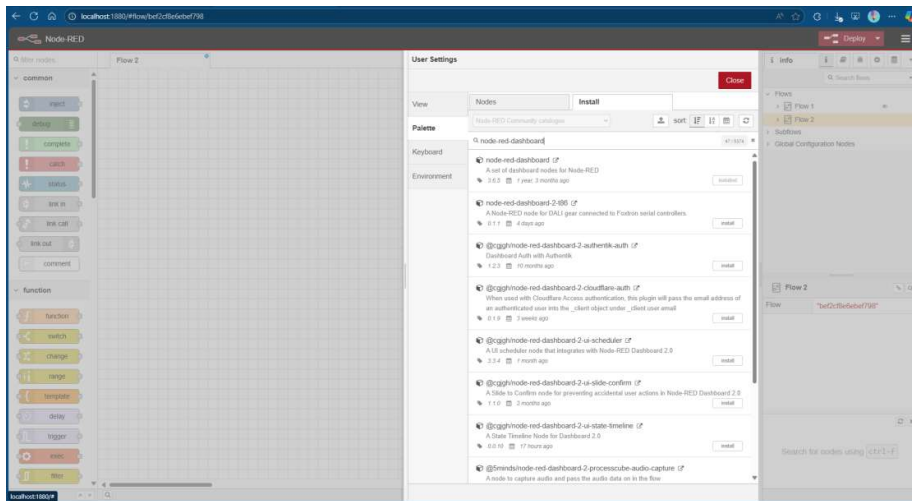 localhost:1880/#flow/bef2cf8e6ebef798
Node-RED
Deploy
filter nodes
Flow 2
User Settings
info
Search flows
Close
common
inject
debug
complete
catch
status
link in
link call
link out
comment
function
function
switch
change
range
template
delay
trigger
exec
filter
View
Palette
Keyboard
Environment
Nodes
Install
Node-RED Community catalogue
sort:
node-red-dashboard
node-red-dashboard
A set of dashboard nodes for Node-RED
3.6.5 1 year, 3 months ago
installed
node-red-dashboard-2-t86
A Node-RED node for DALI gear connected to Foxtron serial controllers.
0.1.1 4 days ago
install
@cgjgh/node-red-dashboard-2-authentik-auth
Dashboard Auth with Authentik
1.2.3 10 months ago
install
@cgjgh/node-red-dashboard-2-cloudflare-auth
When used with Cloudflare Access authentication, this plugin will pass the email address of
an authenticated user into the _client object under _client.user.email
0.1.9 3 weeks ago
install
@cgjgh/node-red-dashboard-2-ui-scheduler
A UI scheduler node that integrates with Node-RED Dashboard 2.0
3.3.4 1 month ago
install
@cgjgh/node-red-dashboard-2-ui-slide-confirm
A Slide to Confirm node for preventing accidental user actions in Node-RED Dashboard 2.0
1.1.0 3 months ago
install
@cgjgh/node-red-dashboard-2-ui-state-timeline
A State Timeline Node for Dashboard 2.0
0.0.10 17 hours ago
install
@5minds/node-red-dashboard-2-processcube-audio-capture
A node to capture audio and pass the audio data on in the flow
Flows
Flow 1
Flow 2
Subflows
Global Configuration Nodes
Flow 2
Flow "bef2cf8e6ebef798"
Search for nodes using ctrl-f
localhost:1880/#